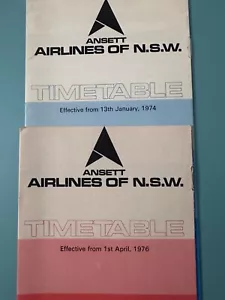 ANSETT
AIRLINES OF N.S.W.
TIMETABLE
Effective from 13th January, 1974
ANSETT
AIRLINES OF N.S.W.
TIMETABLE
Effective from 1st April, 1976